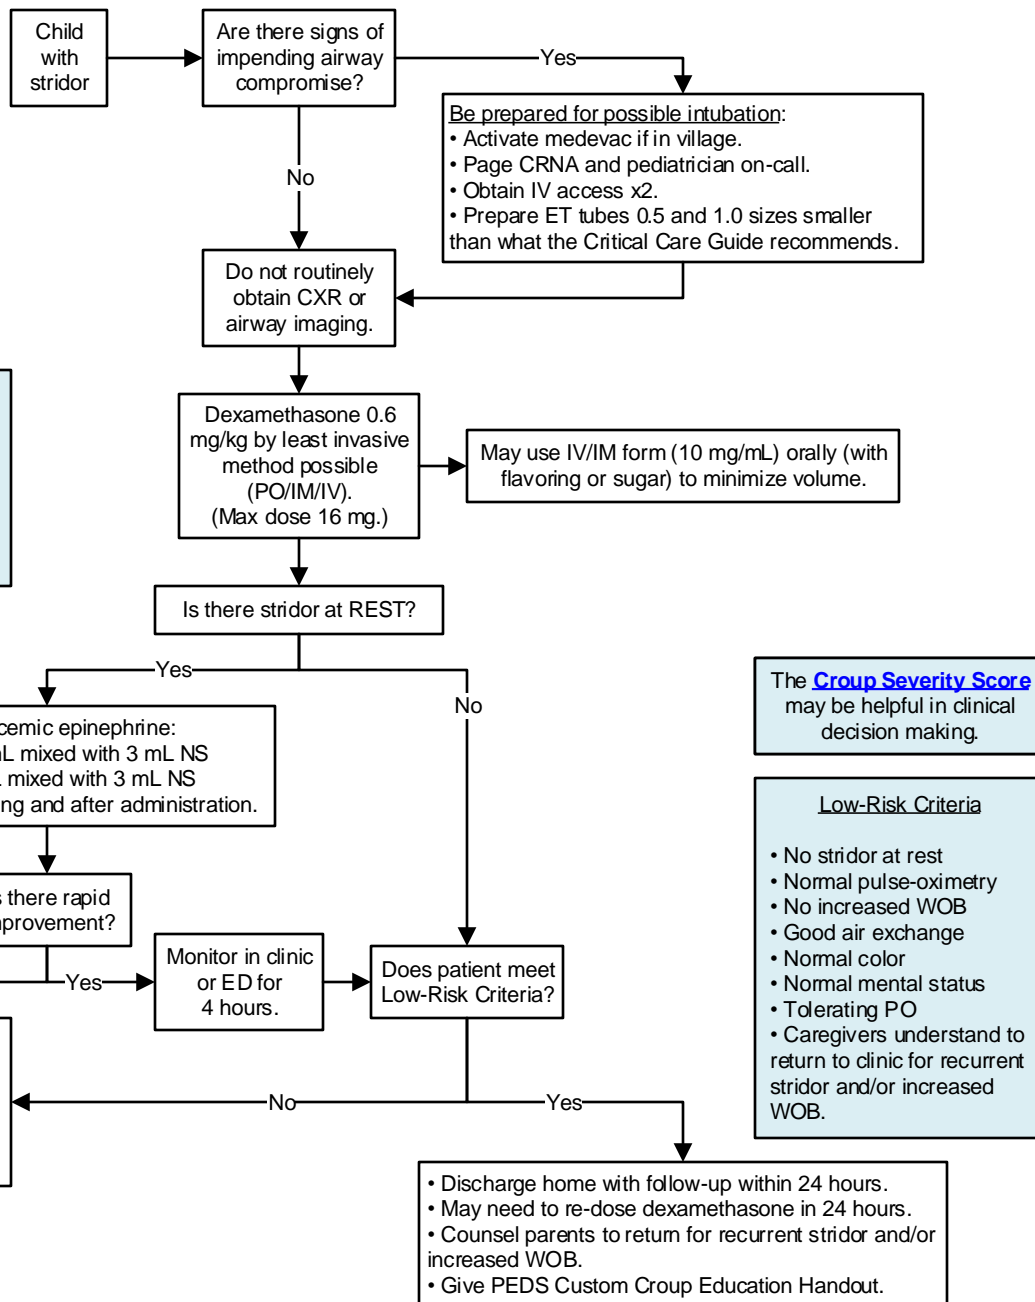 Child
with
stridor
Are there signs of
impending airway
compromise?
Yes
Be prepared for possible intubation:
• Activate medevac if in village.
• Page CRNA and pediatrician on-call.
• Obtain IV access x2.
• Prepare ET tubes 0.5 and 1.0 sizes smaller
than what the Critical Care Guide recommends.
No
Do not routinely
obtain CXR or
airway imaging.
Dexamethasone 0.6
mg/kg by least invasive
method possible
(PO/IM/IV).
(Max dose 16 mg.)
May use IV/IM form (10 mg/mL) orally (with
flavoring or sugar) to minimize volume.
Is there stridor at REST?
Yes
No
epinephrine:
mixed with 3 mL NS
mixed with 3 mL NS
and after administration.
there rapid
Yes
Monitor in clinic
or ED for
4 hours.
Does patient meet
Low-Risk Criteria?
No
Yes
• Discharge home with follow-up within 24 hours.
• May need to re-dose dexamethasone in 24 hours.
• Counsel parents to return for recurrent stridor and/or
increased WOB.
• Give PEDS Custom Croup Education Handout.
The Croup Severity Score
may be helpful in clinical
decision making.
Low-Risk Criteria
• No stridor at rest
• Normal pulse-oximetry
• No increased WOB
• Good air exchange
• Normal color
• Normal mental status
• Tolerating PO
• Caregivers understand to
return to clinic for recurrent
stridor and/or increased
WOB.